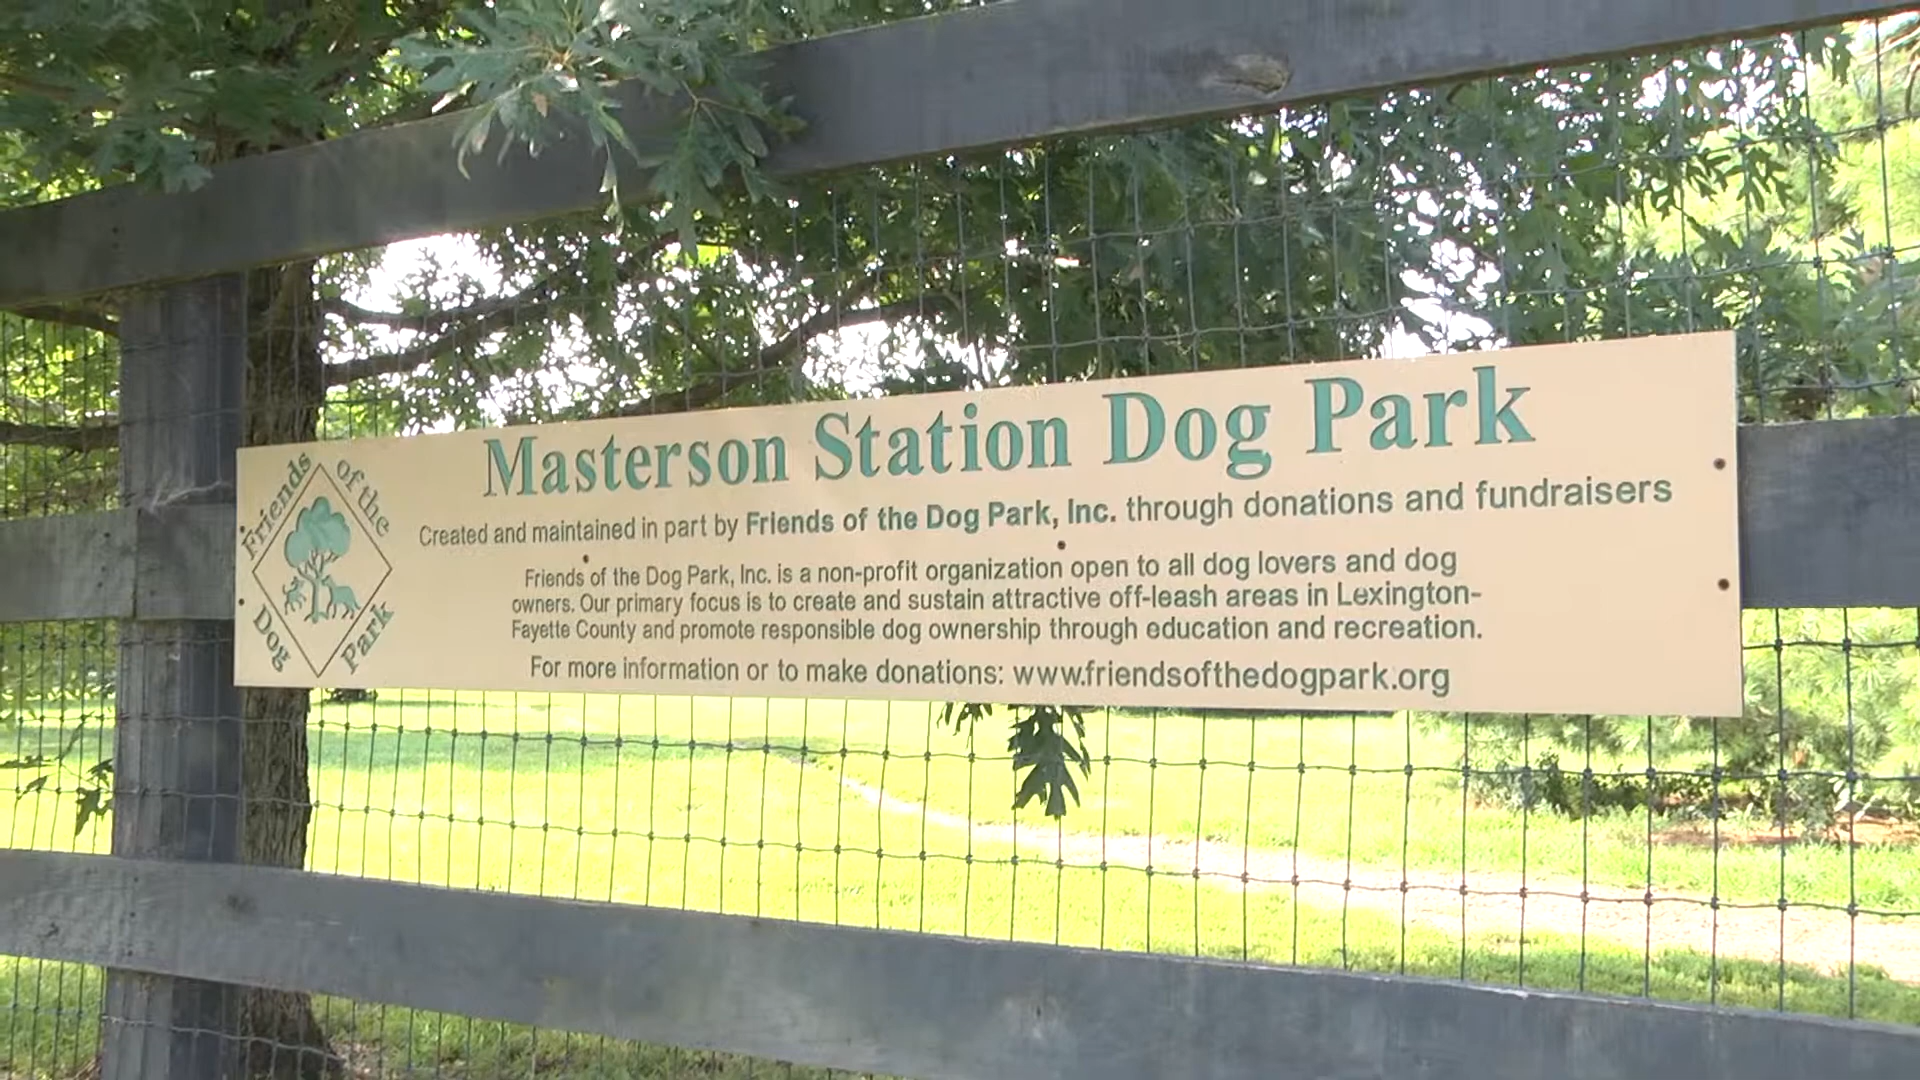 Friends of the
Dog Park
Masterson Station Dog Park
Created and maintained in part by Friends of the Dog Park, Inc. through donations and fundraisers
Friends of the Dog Park, Inc. is a non-profit organization open to all dog lovers and dog
owners. Our primary focus is to create and sustain attractive off-leash areas in Lexington-
Fayette County and promote responsible dog ownership through education and recreation.
For more information or to make donations: www.friendsofthedogpark.org